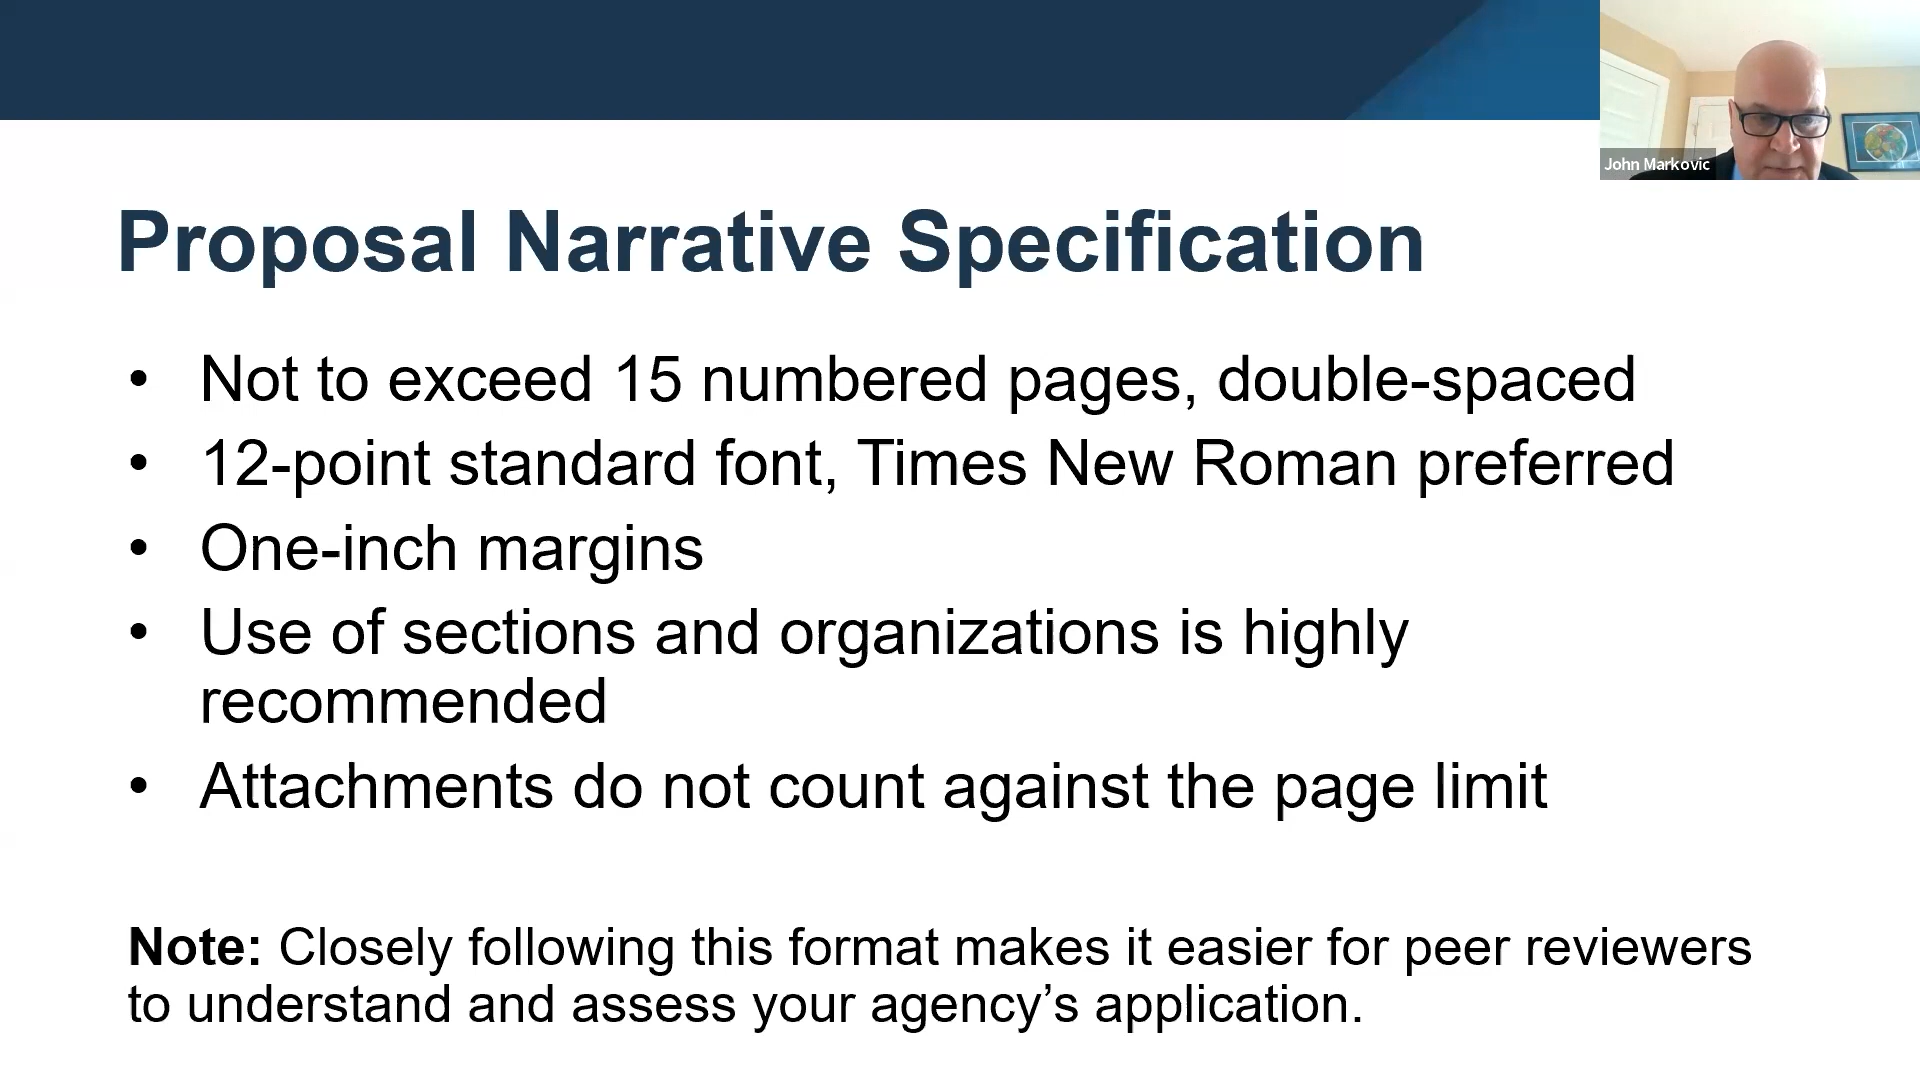 John Markovic
Proposal Narrative Specification
• Not to exceed 15 numbered pages, double-spaced
• 12-point standard font, Times New Roman preferred
• One-inch margins
• Use of sections and organizations is highly
recommended
• Attachments do not count against the page limit
Note: Closely following this format makes it easier for peer reviewers
to understand and assess your agency’s application.